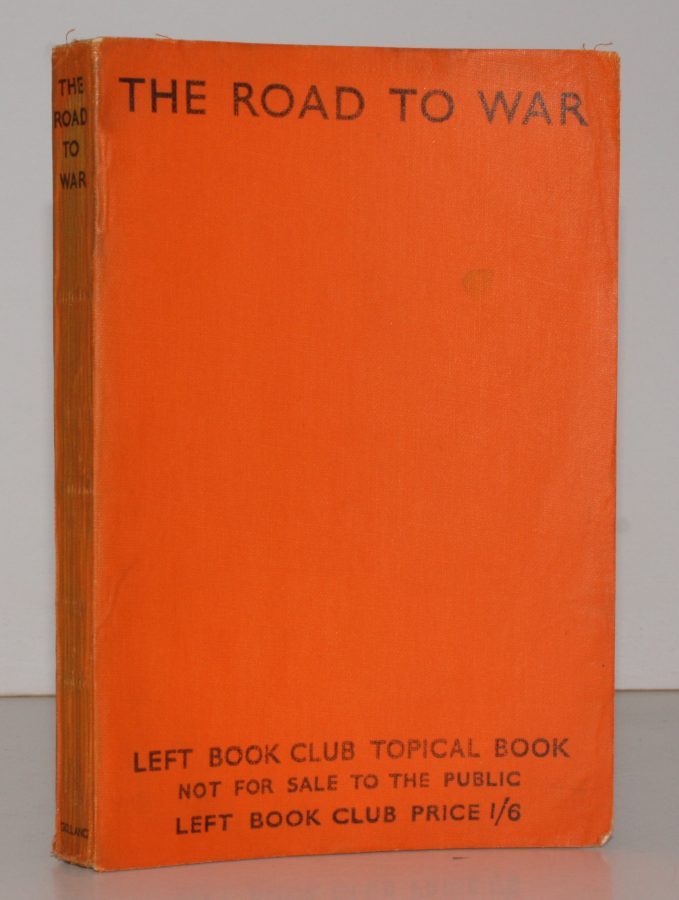 THE
ROAD
TO
WAR
THE ROAD TO WAR
LEFT BOOK CLUB TOPICAL BOOK
NOT FOR SALE TO THE PUBLIC
LEFT BOOK CLUB PRICE 1/6